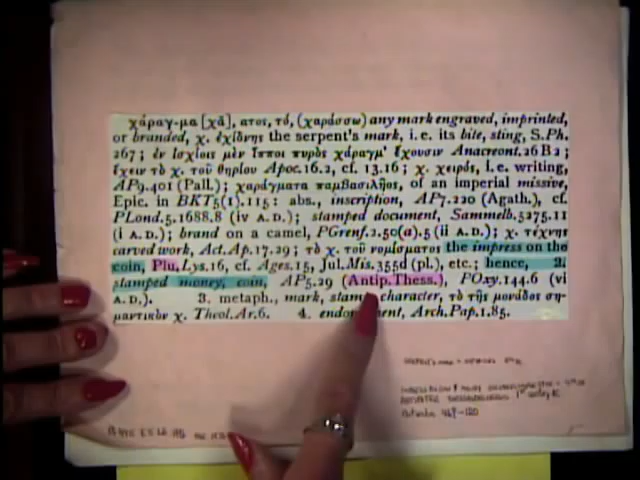 χάραγ-μα [χᾰ], ατος, τό, (χαράσσω) any mark engraved, imprinted,
or branded, χ. ἐχίδνης the serpent's mark, i.e. its bite, sting, S.Ph.
267; ἐν ἰσχίοις μὲν ἵπποι πυρὸς χάραγμ' ἔχουσιν Anacreont.26B2;
ἔχειν τὸ χ. τοῦ θηρίου Apoc.16.2, cf. 13.16; χ. χειρός, i.e. writing,
AP9.401 (Pall.); χαράγματα παμβασιλῆος, of an imperial missive,
Epic. in BKT5(1).115: abs., inscription, AP7.220 (Agath.), cf.
PLond.5.1688.8 (iv A.D.); stamped document, Sammelb.5275.11
(i A.D.); brand on a camel, PGrenf.2.50(a).5 (ii A.D.); χ. τέχνης
carved work, Act.Ap.17.29; τὸ χ. τοῦ νομίσματος the impress on the
coin, Plu.Lys.16, cf. Ages.15, Jul.Mis.355d (pl.), etc.; hence, 2.
stamped money, coin, AP5.29 (Antip.Thess.), POxy.144.6 (vi
A.D.). 3. metaph., mark, stamp, character, τὸ τῆς μονάδος ση-
μαντικὸν χ. Theol.Ar.6. 4. Arch.Pap.1.85.